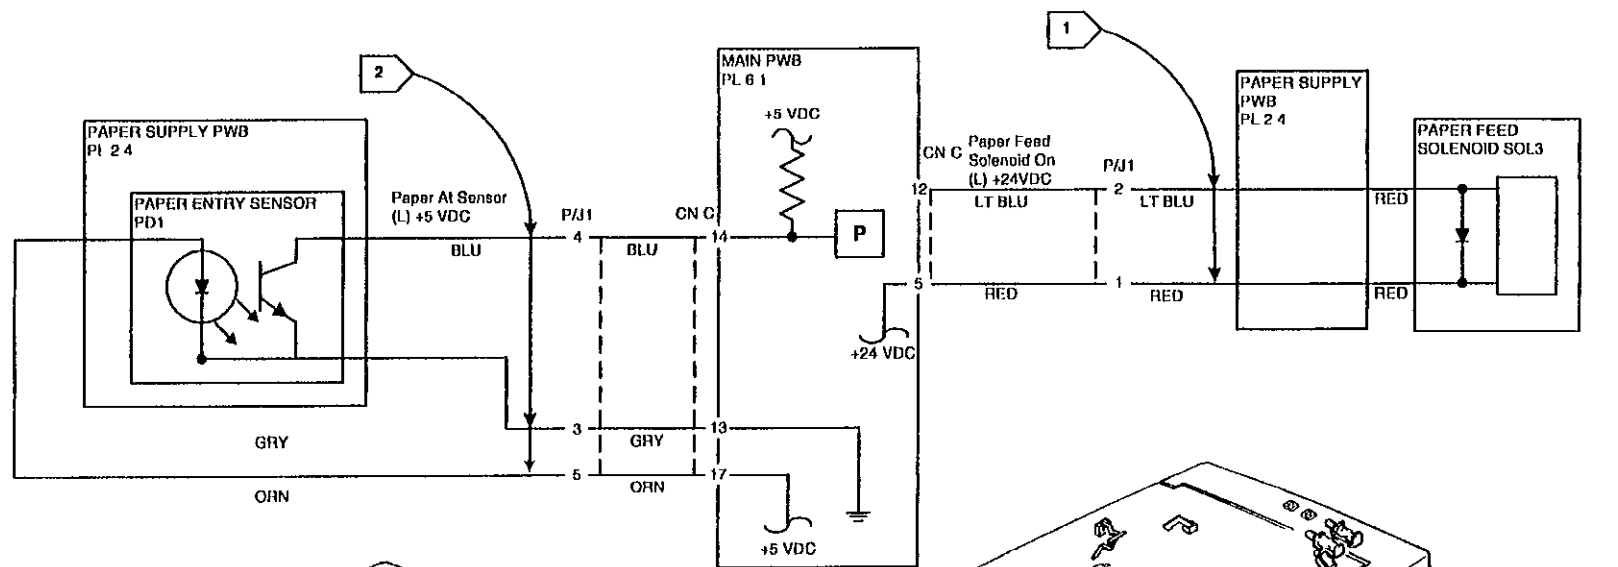 1
2
MAIN PWB
PL 6 1
+5 VDC
PAPER SUPPLY
PWB
PL 2 4
PAPER SUPPLY PWB
PL 2 4
PAPER FEED
SOLENOID SOL3
CN C
Paper Feed
Solenoid On
(L) +24VDC
P/J1
PAPER ENTRY SENSOR
PD1
Paper At Sensor
(L) +5 VDC
12
LT BLU
2
LT BLU
RED
P/J1
CN C
4
14
P
BLU
BLU
5
RED
1
RED
RED
+24 VDC
GRY
3
GRY
13
5
ORN
17
ORN
+5 VDC